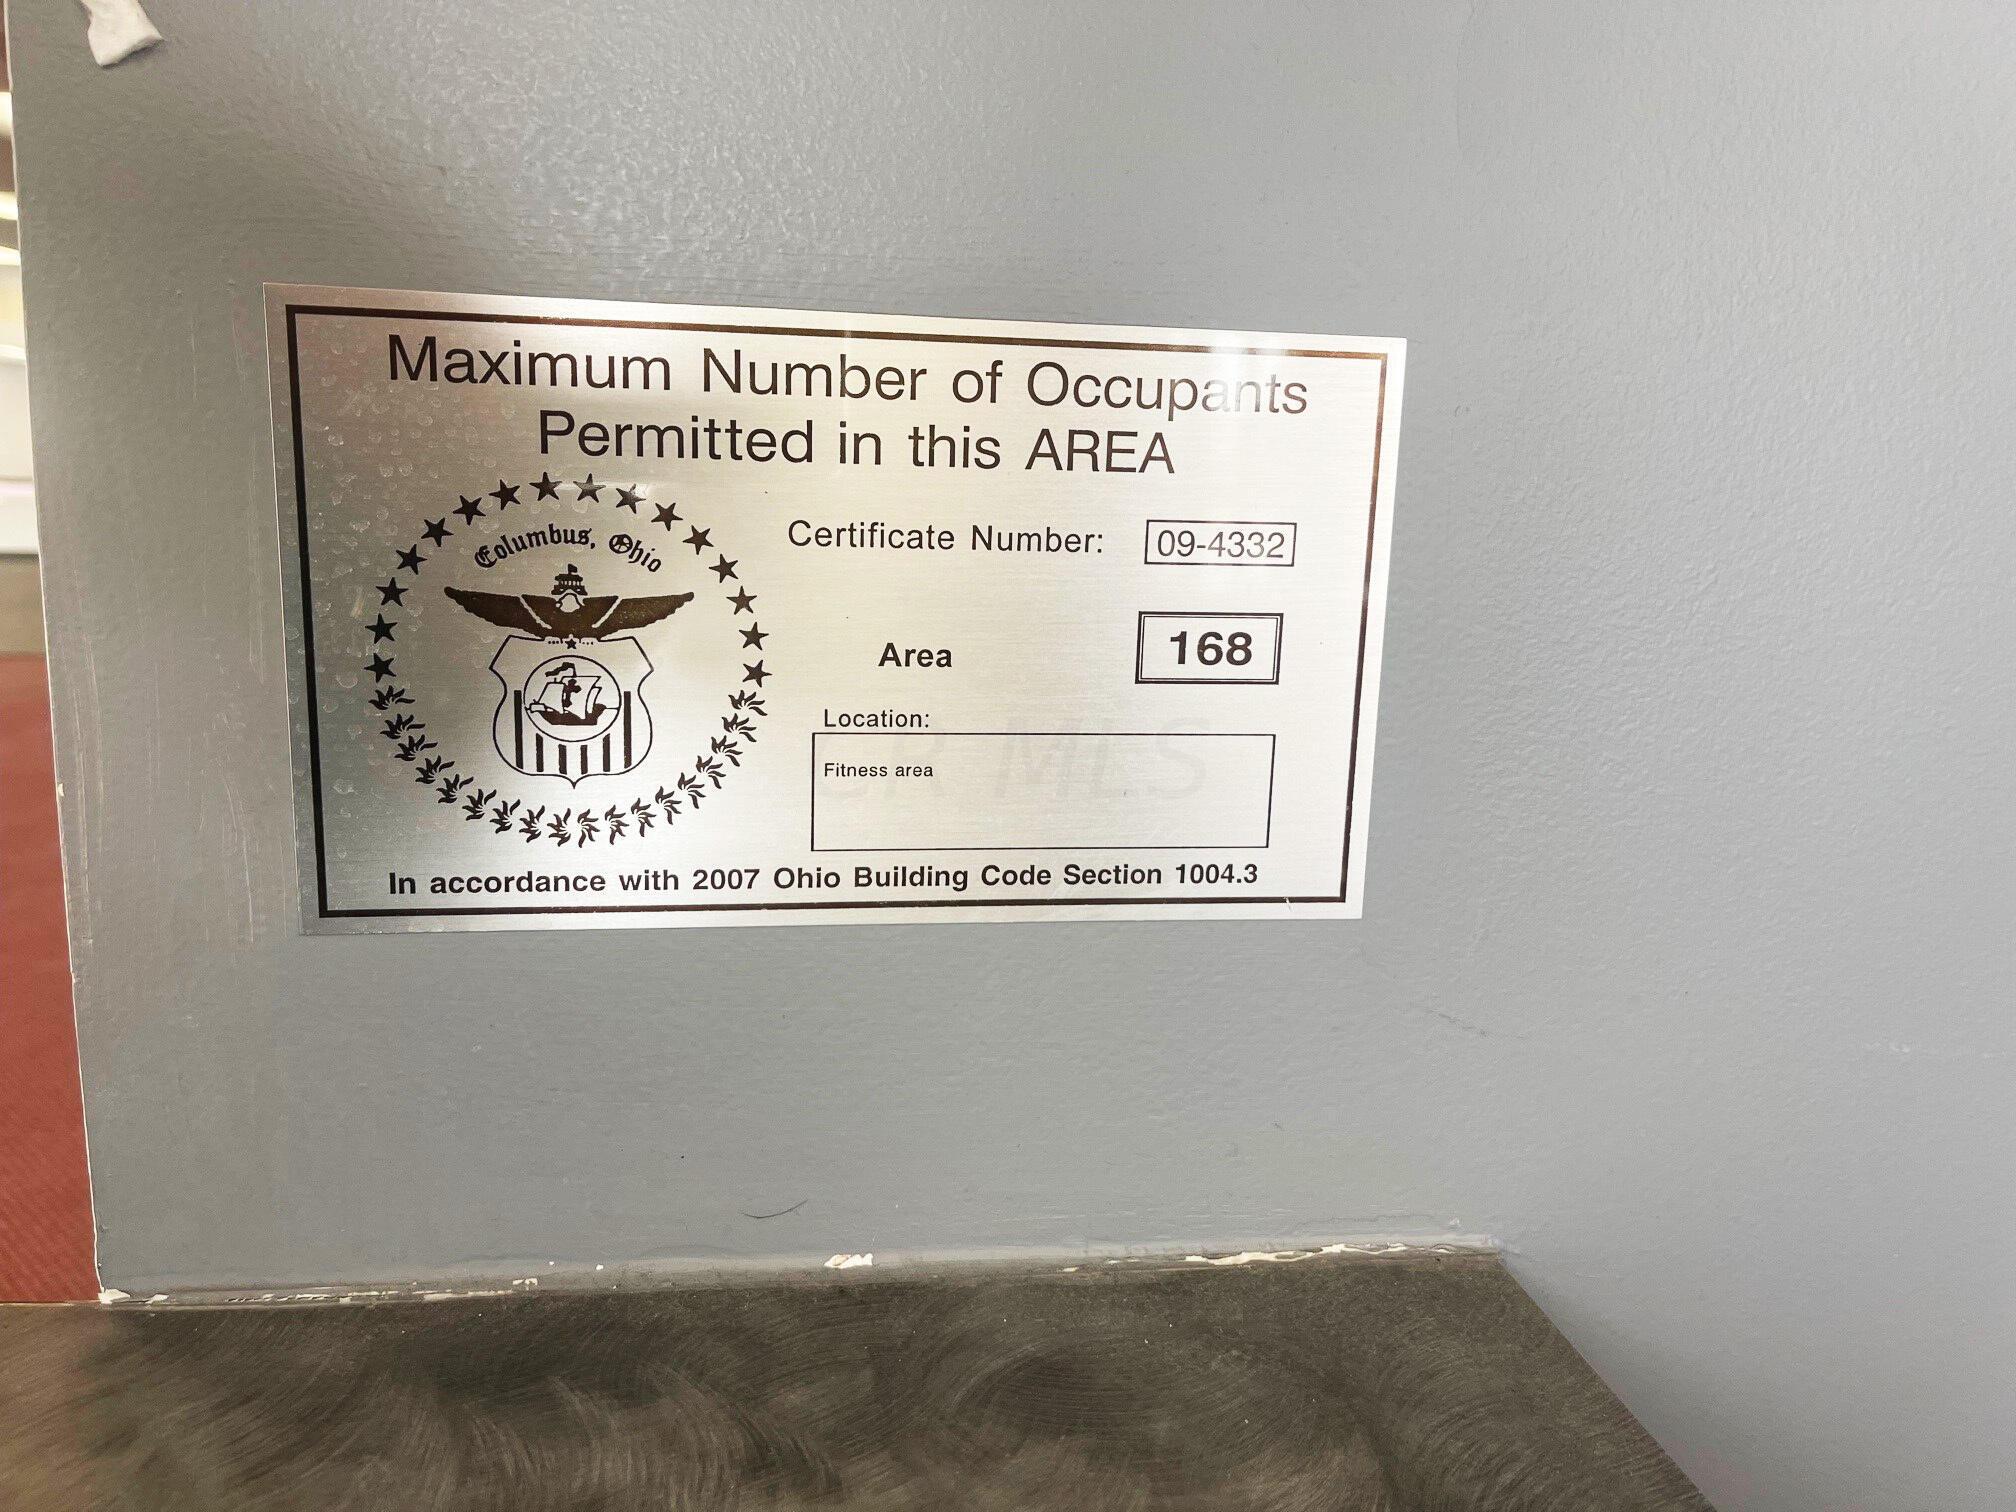 Maximum Number of Occupants
Permitted in this AREA
Columbus, Ohio
Certificate Number: 09-4332
Area 168
Location:
Fitness area
In accordance with 2007 Ohio Building Code Section 1004.3